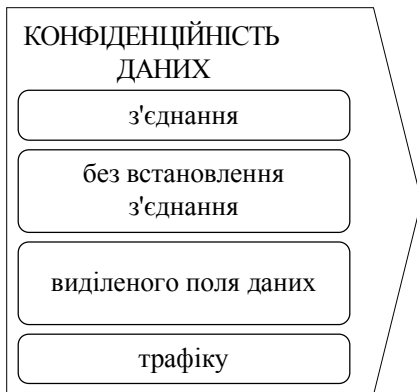 КОНФІДЕНЦІЙНІСТЬ
ДАНИХ
з'єднання
без встановлення
з'єднання
виділеного поля даних
трафіку